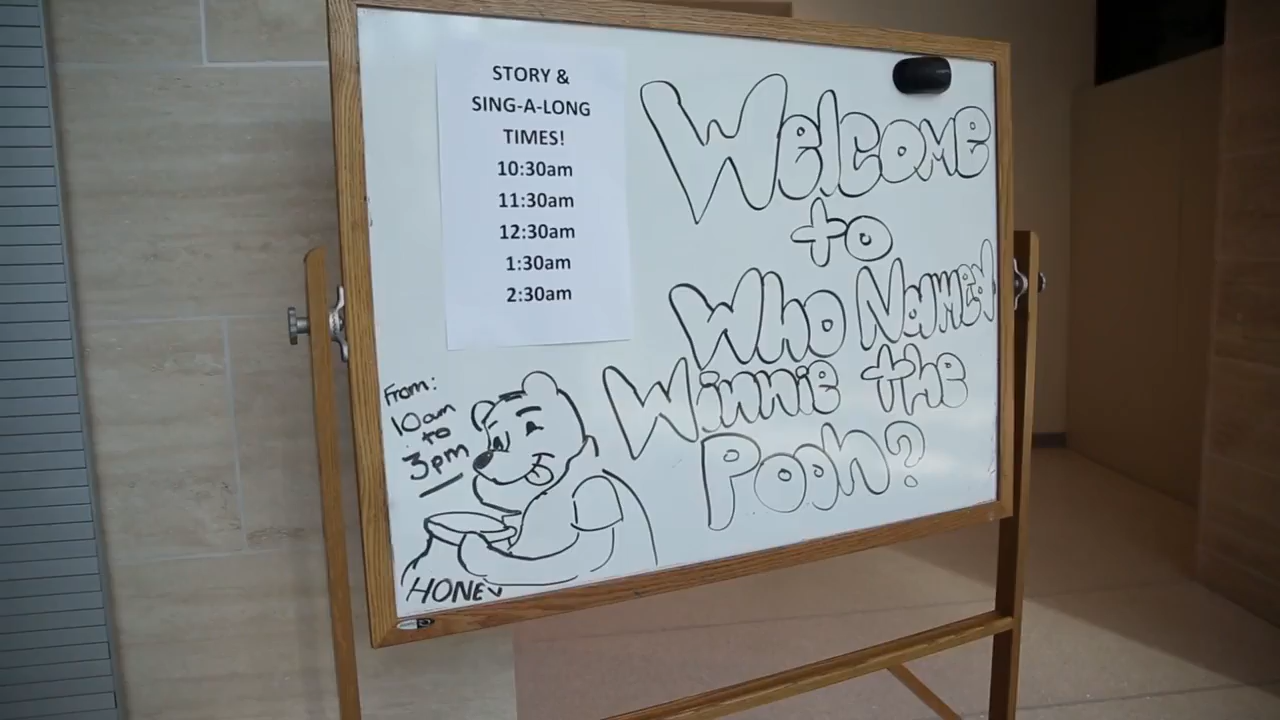 STORY &
SING-A-LONG
TIMES!
10:30am
11:30am
12:30am
1:30am
2:30am
Welcome
to
Who Named
Winnie the
Pooh?
From:
10am
to
3pm
HONEY